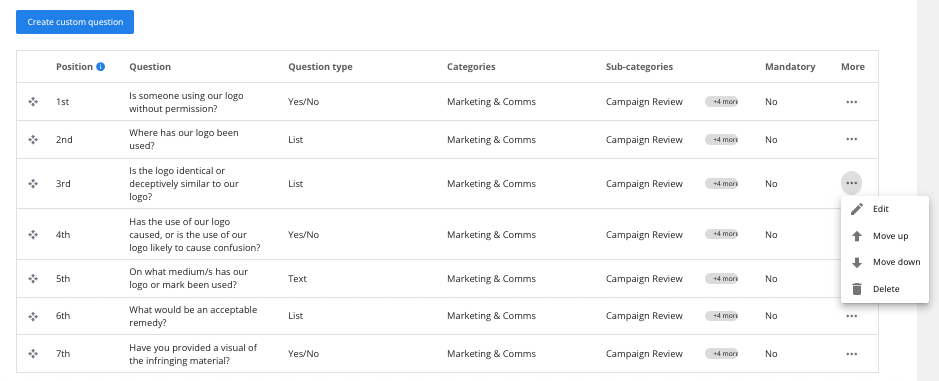 Create custom question
Position Question Question type Categories Sub-categories Mandatory More
Is someone using our logo
1st Yes/No Marketing & Comms Campaign Review +4 more No
without permission?
Where has our logo been
2nd List Marketing & Comms Campaign Review +4 more No
used?
Is the logo identical or
3rd deceptively similar to our List Marketing & Comms Campaign Review +4 more No
logo?
Edit
Has the use of our logo
4th caused, or is the use of our Yes/No Marketing & Comms Campaign Review +4 more No Move up
logo likely to cause confusion?
Move down
On what medium/s has our
5th Text Marketing & Comms Campaign Review +4 more No
logo or mark been used?
Delete
What would be an acceptable
6th List Marketing & Comms Campaign Review +4 more No
remedy?
Have you provided a visual of
7th Yes/No Marketing & Comms Campaign Review +4 more No
the infringing material?